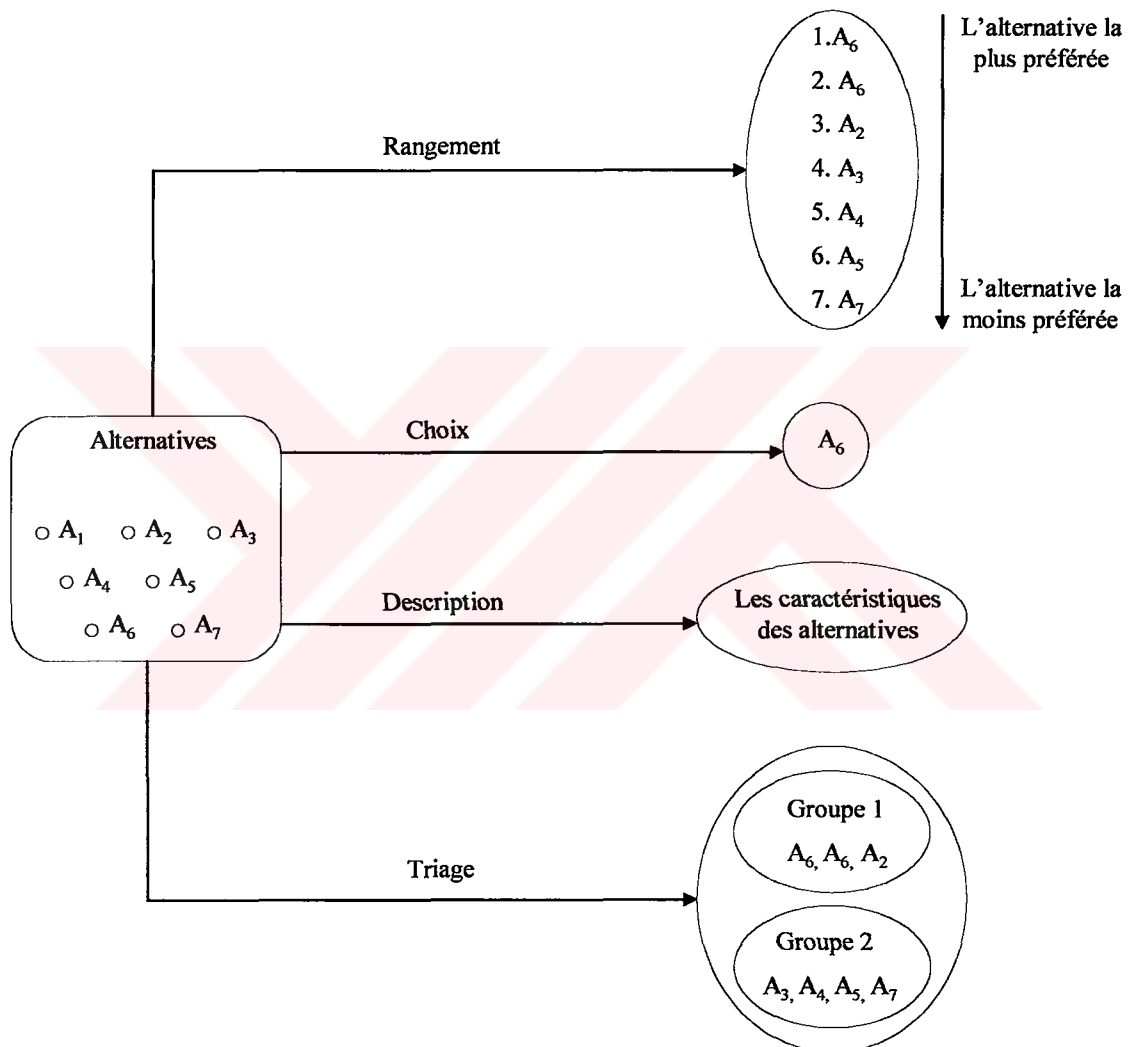 1.A₆
2. A₆
3. A₂
4. A₃
5. A₄
6. A₅
7. A₇
L’alternative la
plus préférée
L’alternative la
moins préférée
Rangement
Alternatives
A₁ A₂ A₃
A₄ A₅
A₆ A₇
Choix
A₆
Description
Les caractéristiques
des alternatives
Triage
Groupe 1
A₆, A₆, A₂
Groupe 2
A₃, A₄, A₅, A₇